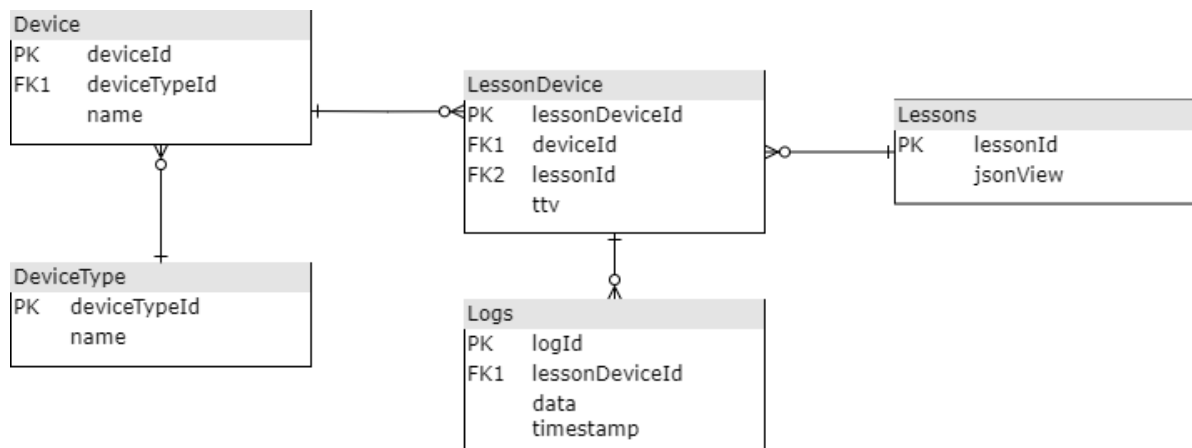 Device
PK deviceId
FK1 deviceTypeId
name
DeviceType
PK deviceTypeId
name
LessonDevice
PK lessonDeviceId
FK1 deviceId
FK2 lessonId
ttv
Logs
PK logId
FK1 lessonDeviceId
data
timestamp
Lessons
PK lessonId
jsonView